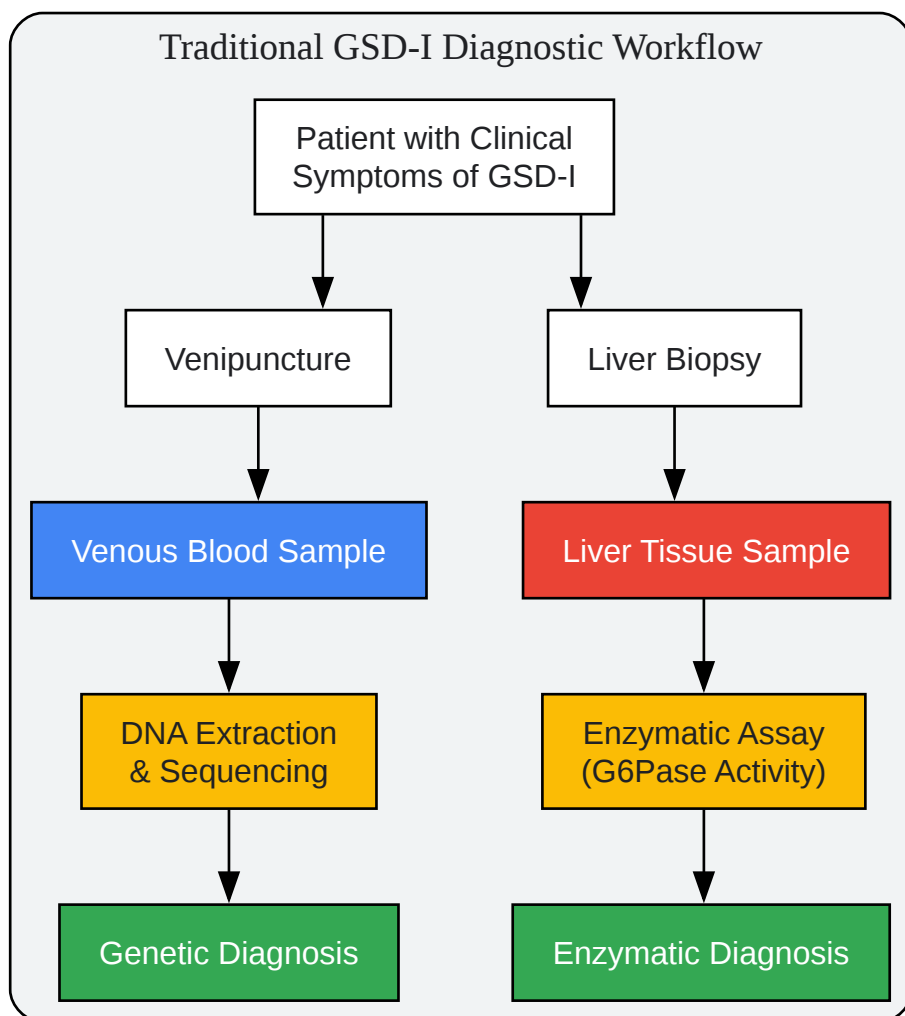 Traditional GSD-I Diagnostic Workflow
Patient with Clinical
Symptoms of GSD-I
Venipuncture
Liver Biopsy
Venous Blood Sample
Liver Tissue Sample
DNA Extraction
& Sequencing
Enzymatic Assay
(G6Pase Activity)
Genetic Diagnosis
Enzymatic Diagnosis